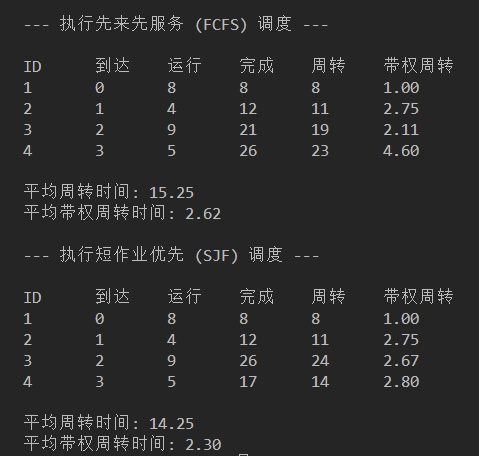 --- 执行先来先服务 (FCFS) 调度 ---
ID 到达 运行 完成 周转 带权周转
1 0 8 8 8 1.00
2 1 4 12 11 2.75
3 2 9 21 19 2.11
4 3 5 26 23 4.60
平均周转时间: 15.25
平均带权周转时间: 2.62
--- 执行短作业优先 (SJF) 调度 ---
ID 到达 运行 完成 周转 带权周转
1 0 8 8 8 1.00
2 1 4 12 11 2.75
3 2 9 26 24 2.67
4 3 5 17 14 2.80
平均周转时间: 14.25
平均带权周转时间: 2.30